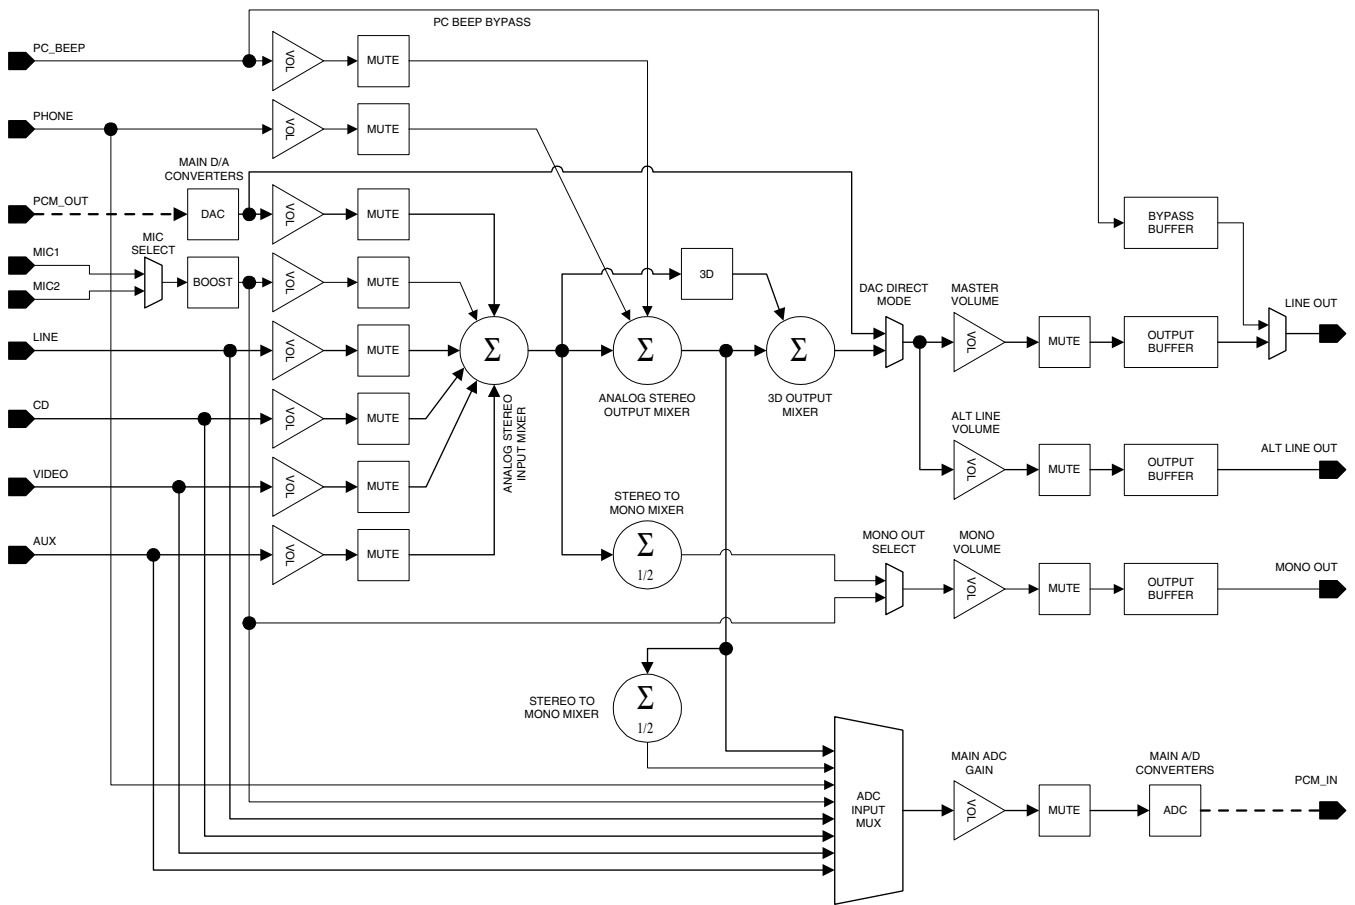 PC BEEP BYPASS
PC_BEEP
VOL
MUTE
PHONE
VOL
MUTE
MAIN D/A
CONVERTERS
PCM_OUT
DAC
VOL
MUTE
BYPASS
BUFFER
MIC1
MIC2
MIC
SELECT
BOOST
VOL
MUTE
3D
DAC DIRECT
MODE
MASTER
VOLUME
LINE OUT
LINE
VOL
MUTE
Σ
ANALOG STEREO
INPUT MIXER
Σ
ANALOG STEREO
OUTPUT MIXER
Σ
3D OUTPUT
MIXER
VOL
MUTE
OUTPUT
BUFFER
CD
VOL
MUTE
ALT LINE
VOLUME
VOL
MUTE
OUTPUT
BUFFER
ALT LINE OUT
VIDEO
VOL
MUTE
STEREO TO
MONO MIXER
Σ
1/2
AUX
VOL
MUTE
MONO OUT
SELECT
MONO
VOLUME
VOL
MUTE
OUTPUT
BUFFER
MONO OUT
STEREO TO
MONO MIXER
Σ
1/2
ADC
INPUT
MUX
MAIN ADC
GAIN
VOL
MUTE
MAIN A/D
CONVERTERS
ADC
PCM_IN